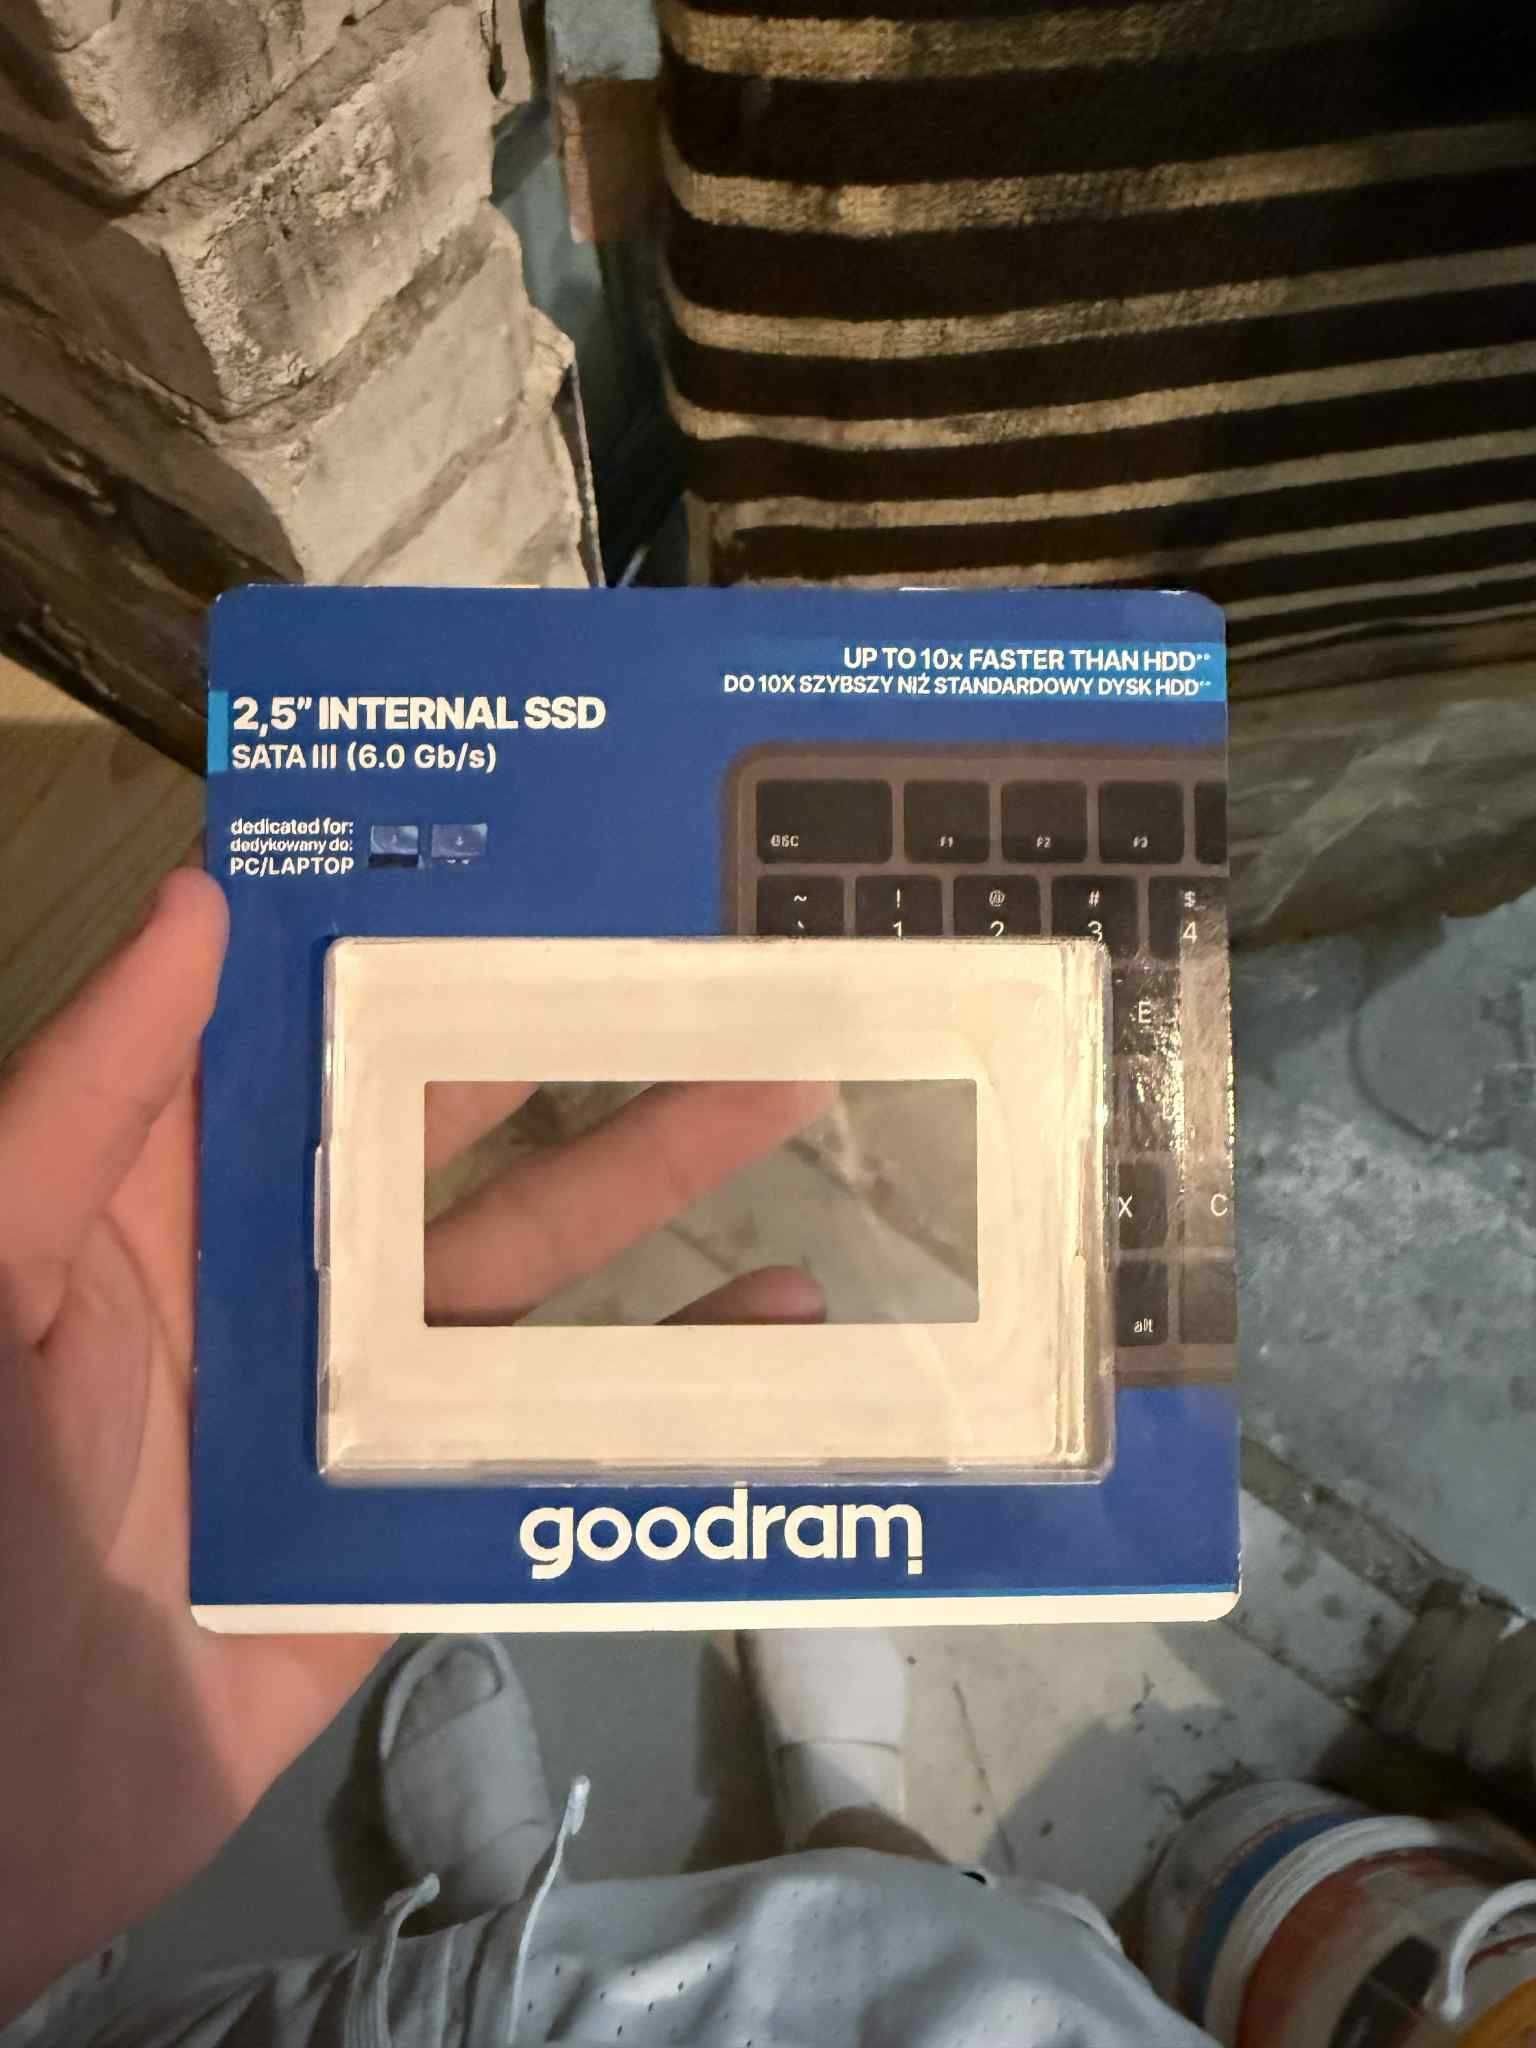 UP TO 10x FASTER THAN HDD**
DO 10X SZYBSZY NIŻ STANDARDOWY DYSK HDD**
2,5" INTERNAL SSD
SATA III (6.0 Gb/s)
dedicated for:
dedykowany do:
PC/LAPTOP
esc F1 F2 F3
~ ! @ # $
` 1 2 3 4
E
X C
alt
goodram